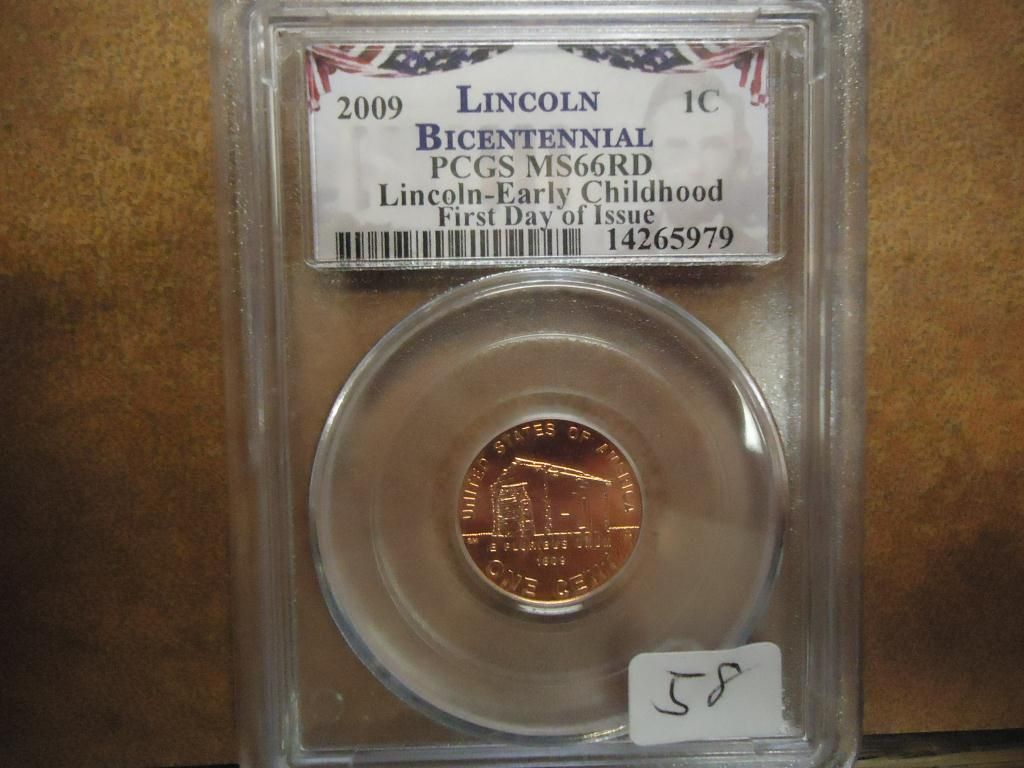 2009 LINCOLN 1C
BICENTENNIAL
PCGS MS66RD
Lincoln-Early Childhood
First Day of Issue
14265979
UNITED STATES OF AMERICA
E PLURIBUS UNUM
1809
ONE CENT
58